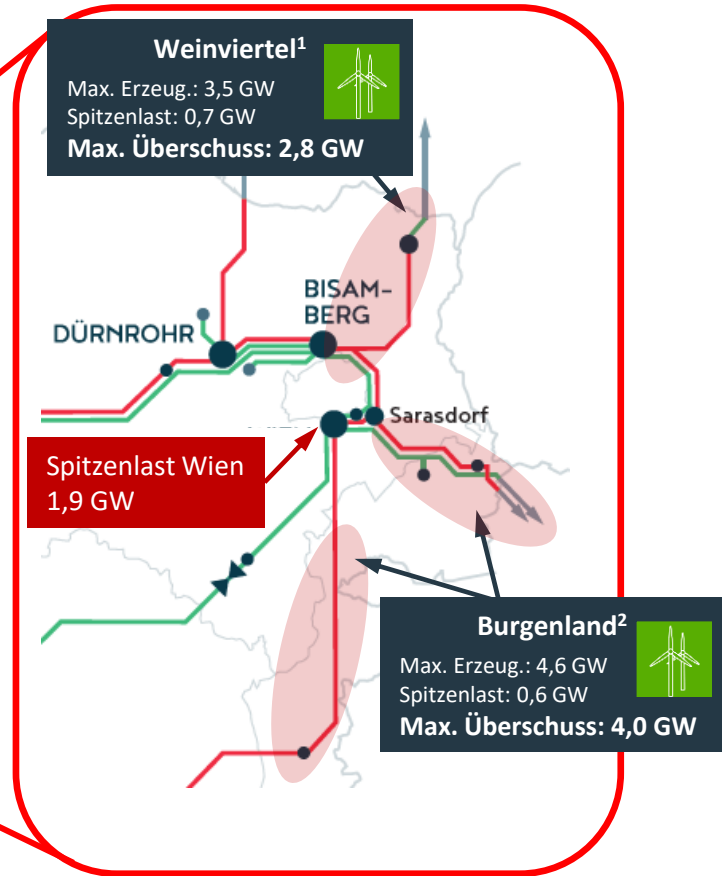 Weinviertel¹
Max. Erzeug.: 3,5 GW
Spitzenlast: 0,7 GW
Max. Überschuss: 2,8 GW
BISAM-
BERG
DÜRNROHR
Sarasdorf
Spitzenlast Wien
1,9 GW
Burgenland²
Max. Erzeug.: 4,6 GW
Spitzenlast: 0,6 GW
Max. Überschuss: 4,0 GW